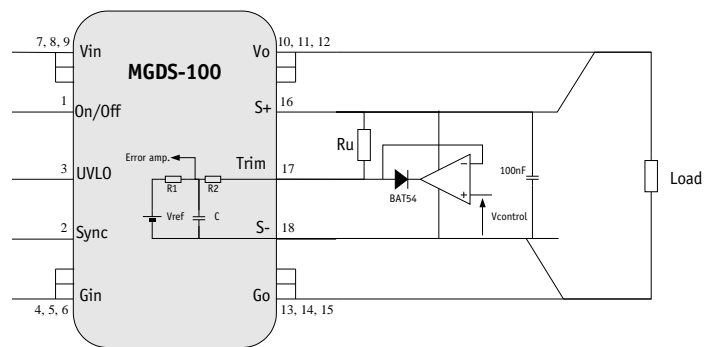 7, 8, 9
Vin
MGDS-100
Vo
10, 11, 12
1
On/Off
S+
16
Ru
Error amp.
Trim
17
3
UVLO
R1
R2
BAT54
100nF
Load
Vref
C
Vcontrol
2
Sync
S-
18
Gin
4, 5, 6
Go
13, 14, 15
−
+